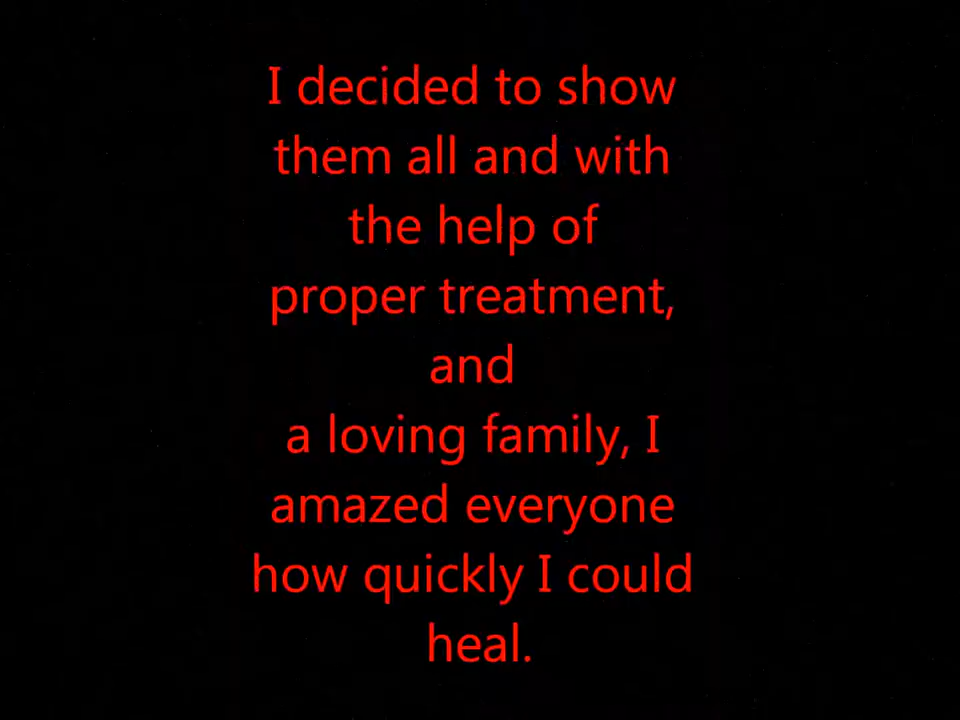 I decided to show
them all and with
the help of
proper treatment,
and
a loving family, I
amazed everyone
how quickly I could
heal.